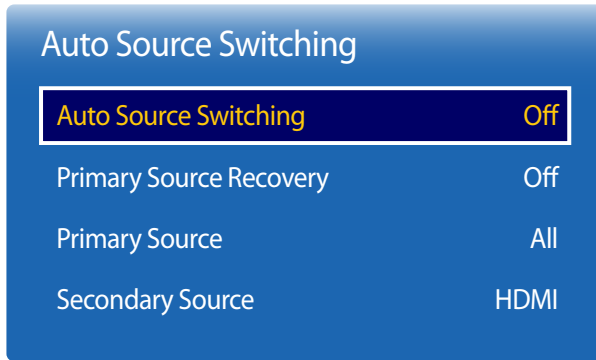 Auto Source Switching
Auto Source Switching Off
Primary Source Recovery Off
Primary Source All
Secondary Source HDMI